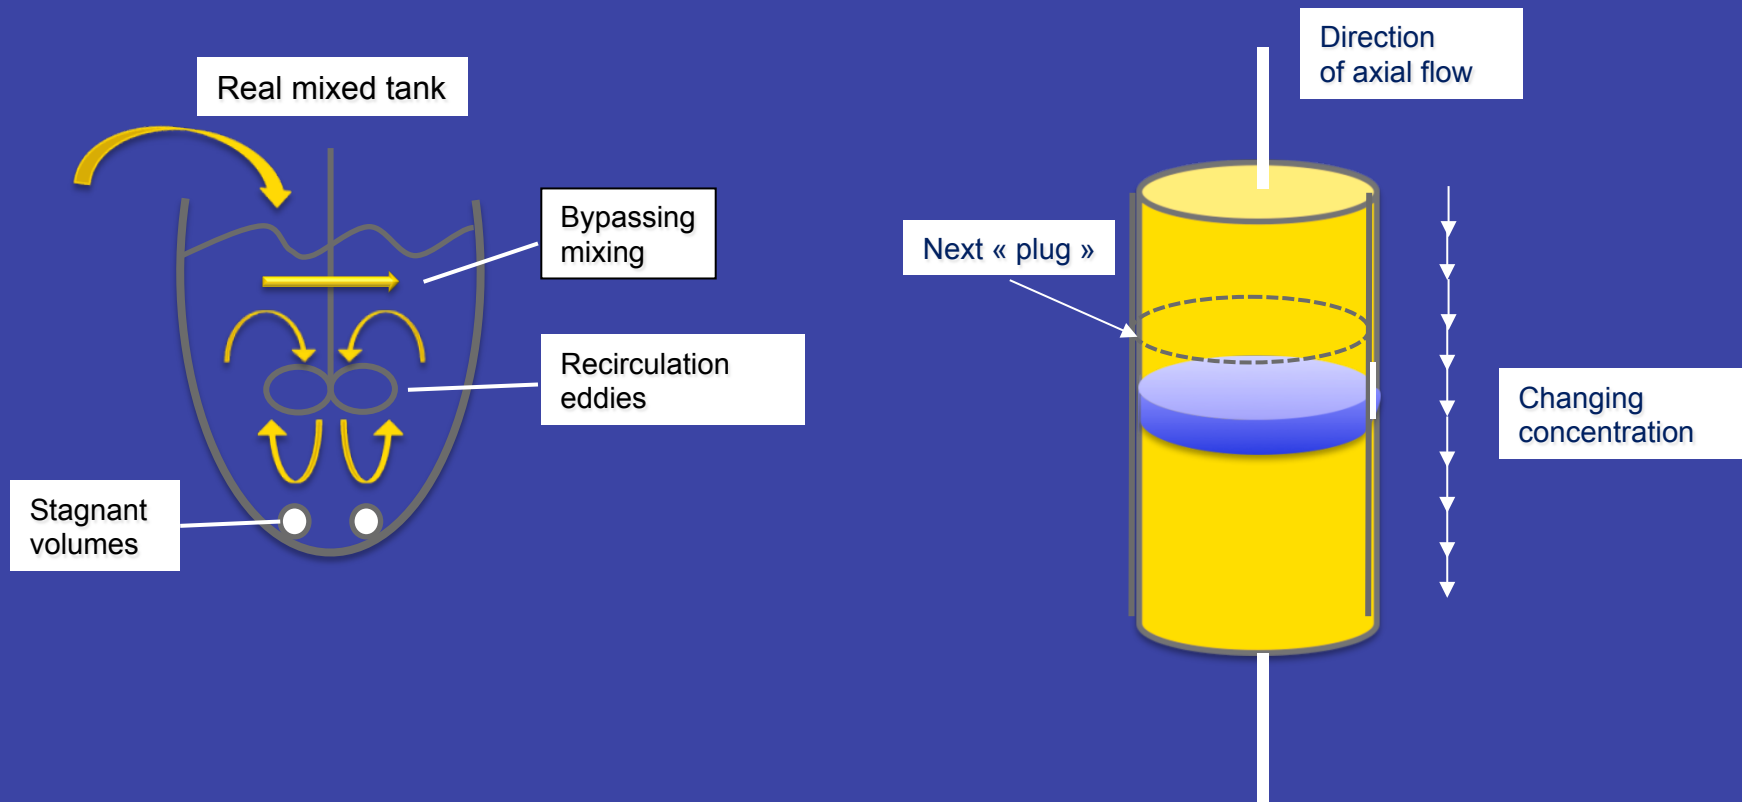 Real mixed tank
Bypassing
mixing
Recirculation
eddies
Stagnant
volumes
Direction
of axial flow
Next « plug »
Changing
concentration